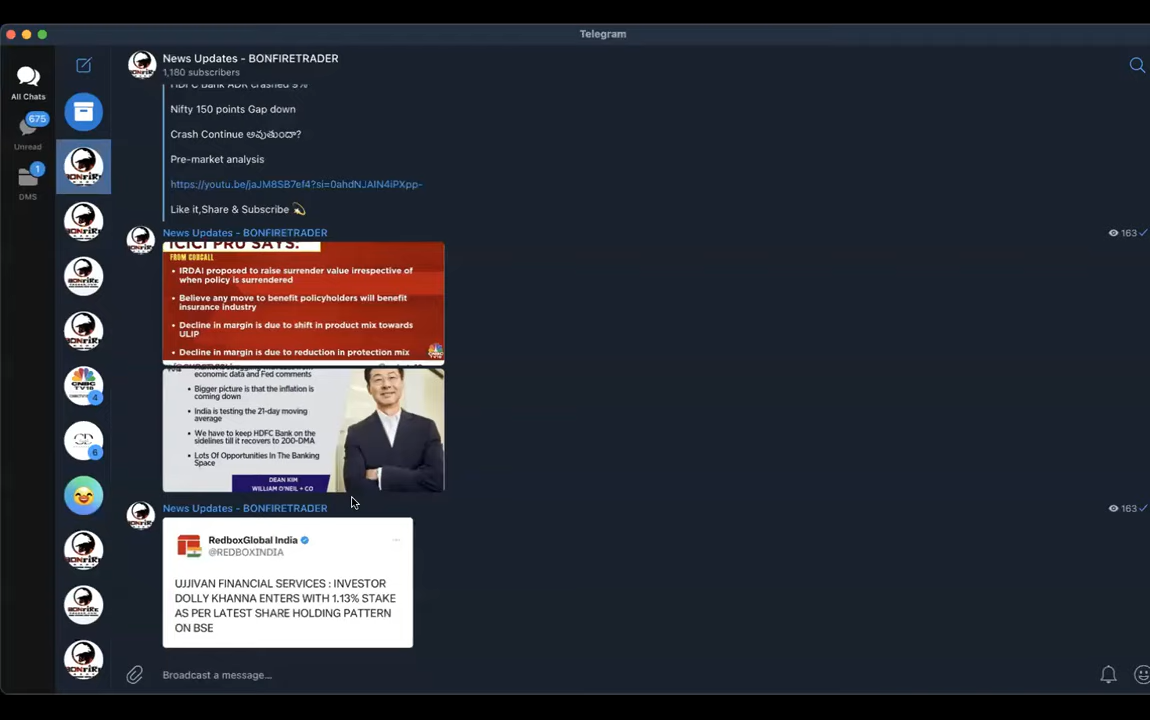 Telegram
All Chats
675
Unread
1
DMS
4
6
News Updates - BONFIRETRADER
1,180 subscribers
HDFC Bank ADR crashed 9%
Nifty 150 points Gap down
Crash Continue అవుతుందా?
Pre-market analysis
https://youtu.be/jaJM8SB7ef4?si=0ahdNJAIN4iPXpp-
Like it,Share & Subscribe 💫
News Updates - BONFIRETRADER
163
ICICI PRU SAYS:
FROM CONCALL
• IRDAI proposed to raise surrender value irrespective of
when policy is surrendered
• Believe any move to benefit policyholders will benefit
insurance industry
• Decline in margin is due to shift in product mix towards
ULIP
• Decline in margin is due to reduction in protection mix
economic data and Fed comments
• Bigger picture is that the inflation is
coming down
• India is testing the 21-day moving
average
• We have to keep HDFC Bank on the
sidelines till it recovers to 200-DMA
• Lots Of Opportunities In The Banking
Space
DEAN KIM
WILLIAM O'NEIL + CO
News Updates - BONFIRETRADER
163
RedboxGlobal India
@REDBOXINDIA
UJJIVAN FINANCIAL SERVICES : INVESTOR
DOLLY KHANNA ENTERS WITH 1.13% STAKE
AS PER LATEST SHARE HOLDING PATTERN
ON BSE
Broadcast a message...